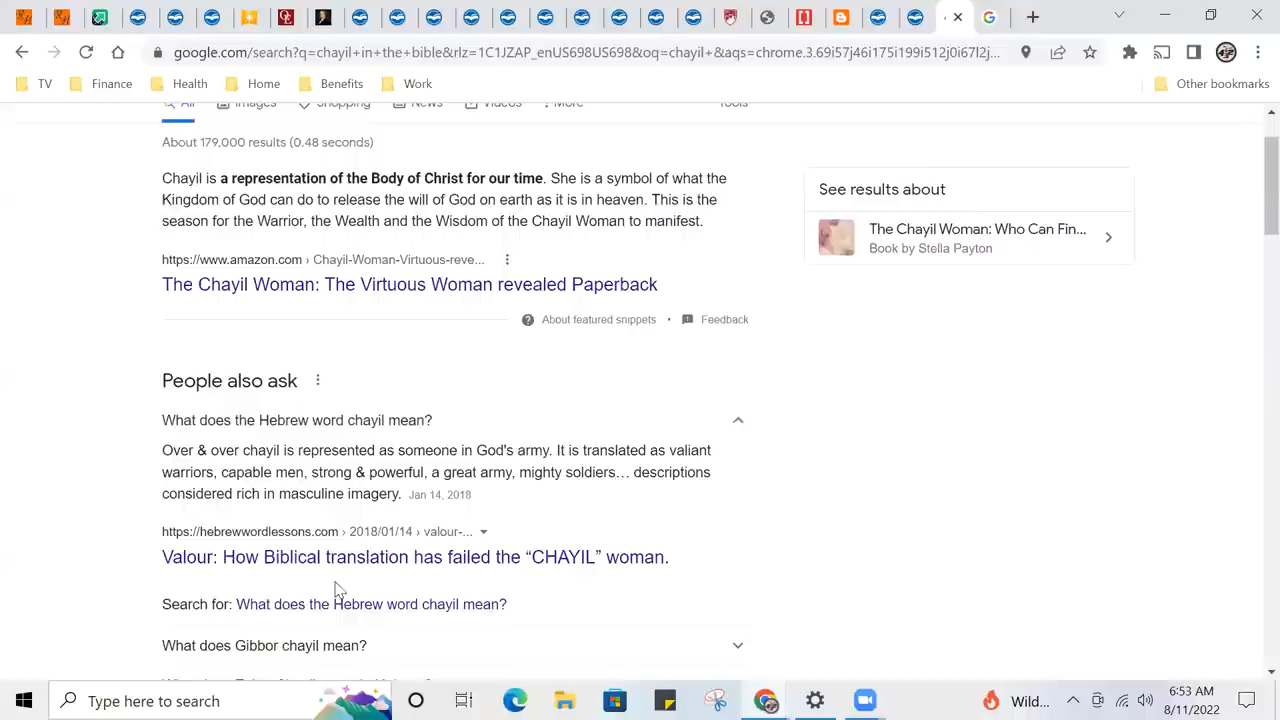 google.com/search?q=chayil+in+the+bible&rlz=1C1JZAP_enUS698US698&oq=chayil+&aqs=chrome.3.69i57j46i175i199i512j0i67l2j...
TV Finance Health Home Benefits Work Other bookmarks
All Images Shopping News Videos More Tools
About 179,000 results (0.48 seconds)
Chayil is a representation of the Body of Christ for our time. She is a symbol of what the
Kingdom of God can do to release the will of God on earth as it is in heaven. This is the
season for the Warrior, the Wealth and the Wisdom of the Chayil Woman to manifest.
https://www.amazon.com › Chayil-Woman-Virtuous-reve...
The Chayil Woman: The Virtuous Woman revealed Paperback
About featured snippets • Feedback
See results about
The Chayil Woman: Who Can Fin...
Book by Stella Payton
People also ask
What does the Hebrew word chayil mean?
Over & over chayil is represented as someone in God's army. It is translated as valiant
warriors, capable men, strong & powerful, a great army, mighty soldiers… descriptions
considered rich in masculine imagery. Jan 14, 2018
https://hebrewwordlessons.com › 2018/01/14 › valour-...
Valour: How Biblical translation has failed the “CHAYIL” woman.
Search for: What does the Hebrew word chayil mean?
What does Gibbor chayil mean?
Type here to search
Wild...
6:53 AM
8/11/2022